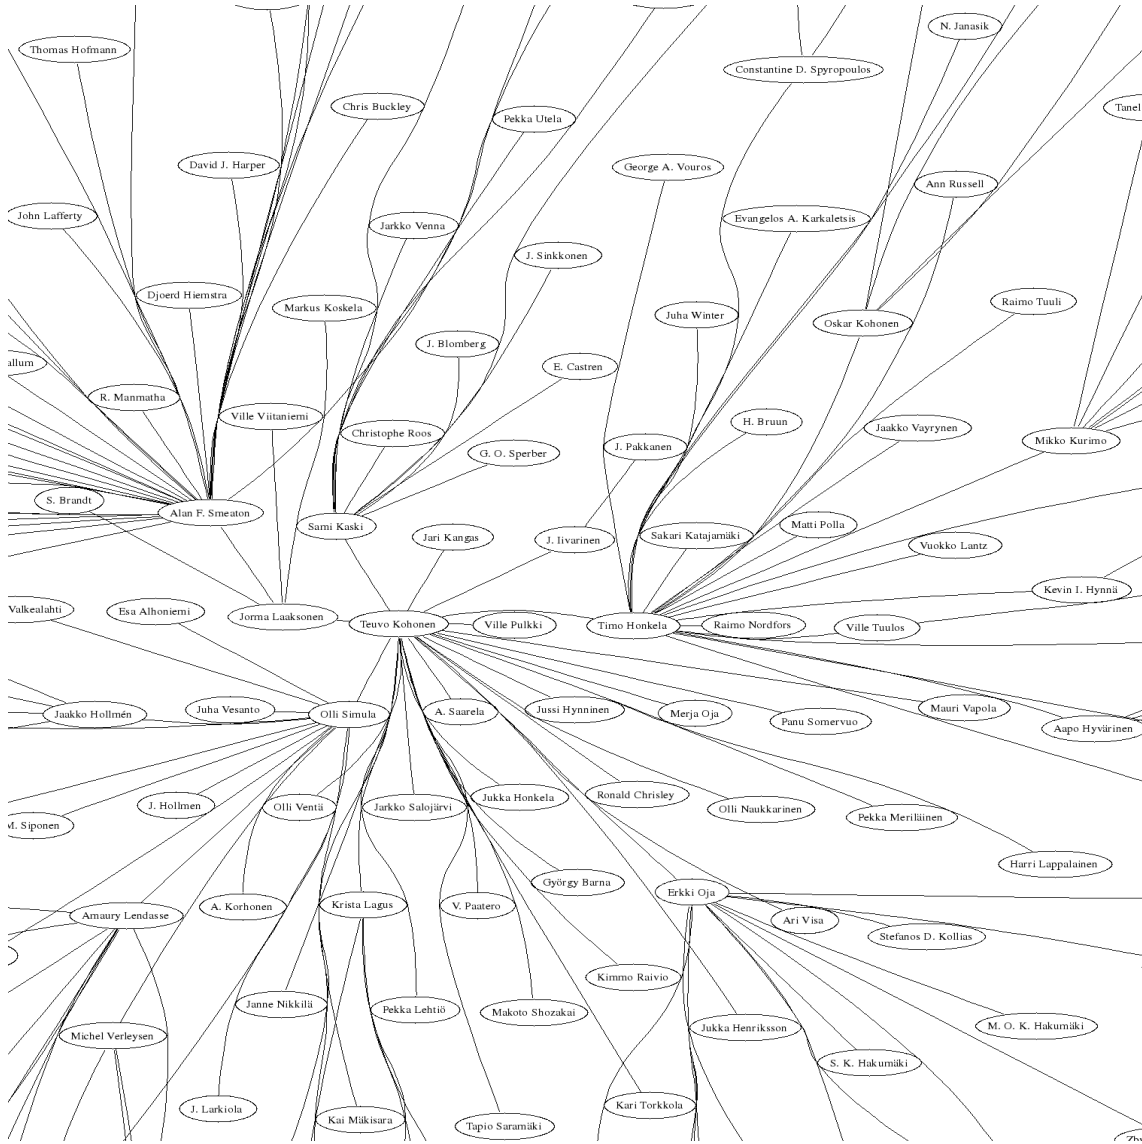 N. Janasik
Thomas Hofmann
Constantine D. Spyropoulos
Chris Buckley
Tanel
Pekka Utela
David J. Harper
George A. Vouros
Ann Russell
John Lafferty
Evangelos A. Karkaletsis
Jarkko Venna
J. Sinkkonen
Djoerd Hiemstra
Raimo Tuuli
Markus Koskela
Juha Winter
Oskar Kohonen
J. Blomberg
allum
E. Castren
R. Manmatha
Ville Viitaniemi
H. Bruun
Jaakko Vayrynen
Christophe Roos
Mikko Kurimo
J. Pakkanen
G. O. Sperber
S. Brandt
Alan F. Smeaton
Sami Kaski
Matti Polla
Jari Kangas
J. Iivarinen
Sakari Katajamäki
Vuokko Lantz
Kevin I. Hynnä
Valkealahti
Esa Alhoniemi
Jorma Laaksonen
Teuvo Kohonen
Ville Pulkki
Timo Honkela
Raimo Nordfors
Ville Tuulos
Jaakko Hollmén
Juha Vesanto
Olli Simula
A. Saarela
Jussi Hynninen
Merja Oja
Panu Somervuo
Mauri Vapola
Aapo Hyvärinen
J. Hollmen
Olli Ventä
Jarkko Salojärvi
Jukka Honkela
Ronald Chrisley
Olli Naukkarinen
Pekka Meriläinen
M. Siponen
Harri Lappalainen
György Barna
Erkki Oja
A. Korhonen
Krista Lagus
V. Paatero
Amaury Lendasse
Ari Visa
Stefanos D. Kollias
Kimmo Raivio
Janne Nikkilä
Pekka Lehtiö
Makoto Shozakai
Jukka Henriksson
M. O. K. Hakumäki
Michel Verleysen
S. K. Hakumäki
J. Larkiola
Kai Mäkisara
Tapio Saramäki
Kari Torkkola